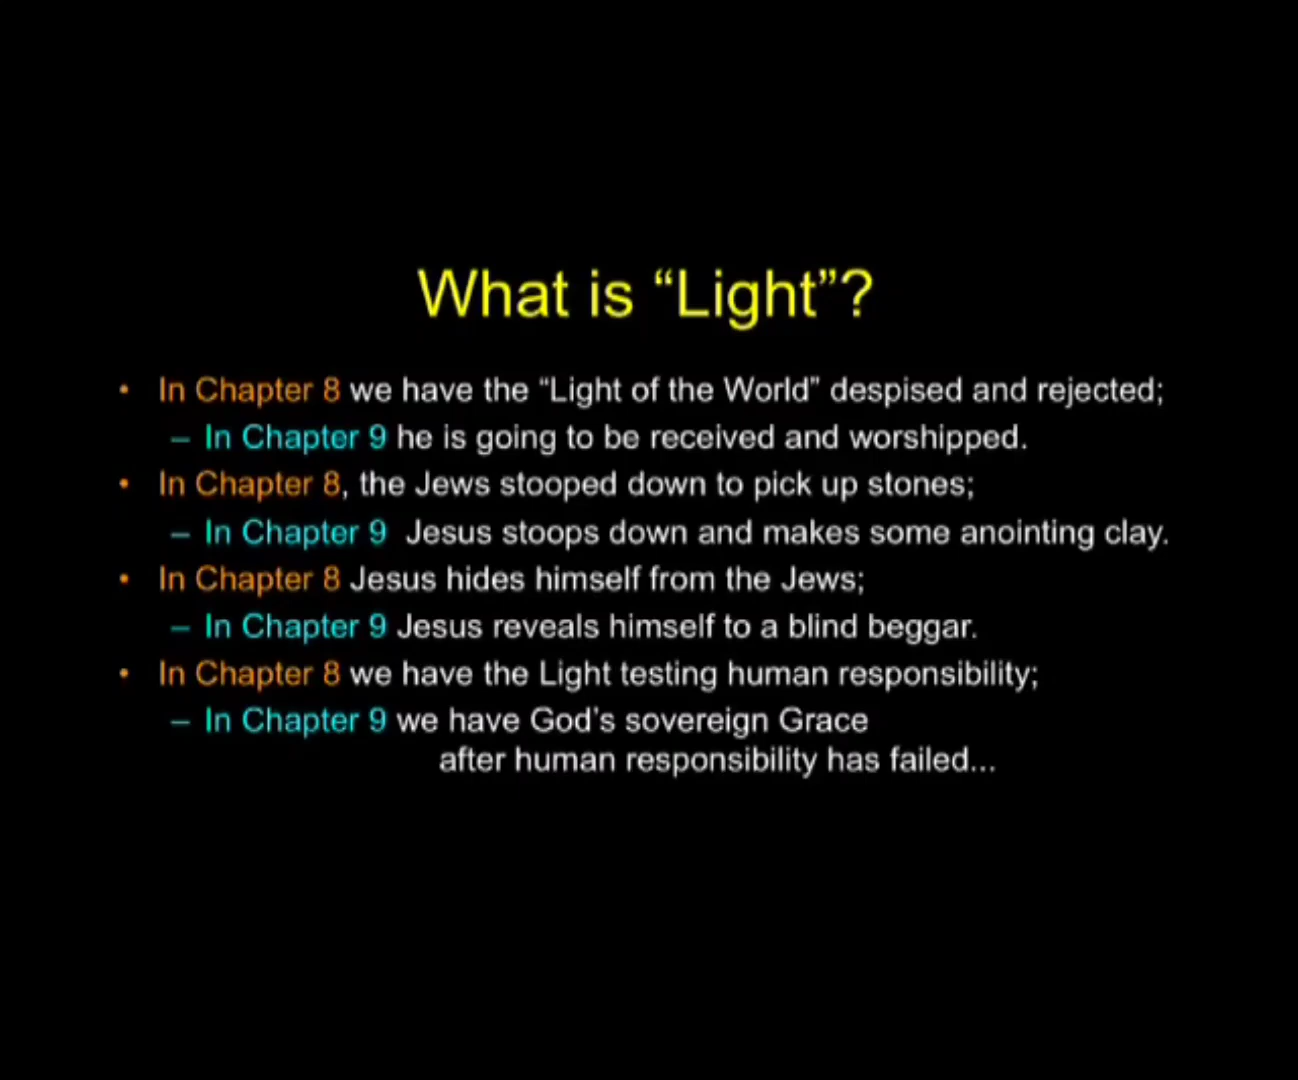 What is “Light”?
• In Chapter 8 we have the “Light of the World” despised and rejected;
– In Chapter 9 he is going to be received and worshipped.
• In Chapter 8, the Jews stooped down to pick up stones;
– In Chapter 9  Jesus stoops down and makes some anointing clay.
• In Chapter 8 Jesus hides himself from the Jews;
– In Chapter 9 Jesus reveals himself to a blind beggar.
• In Chapter 8 we have the Light testing human responsibility;
– In Chapter 9 we have God’s sovereign Grace
after human responsibility has failed...